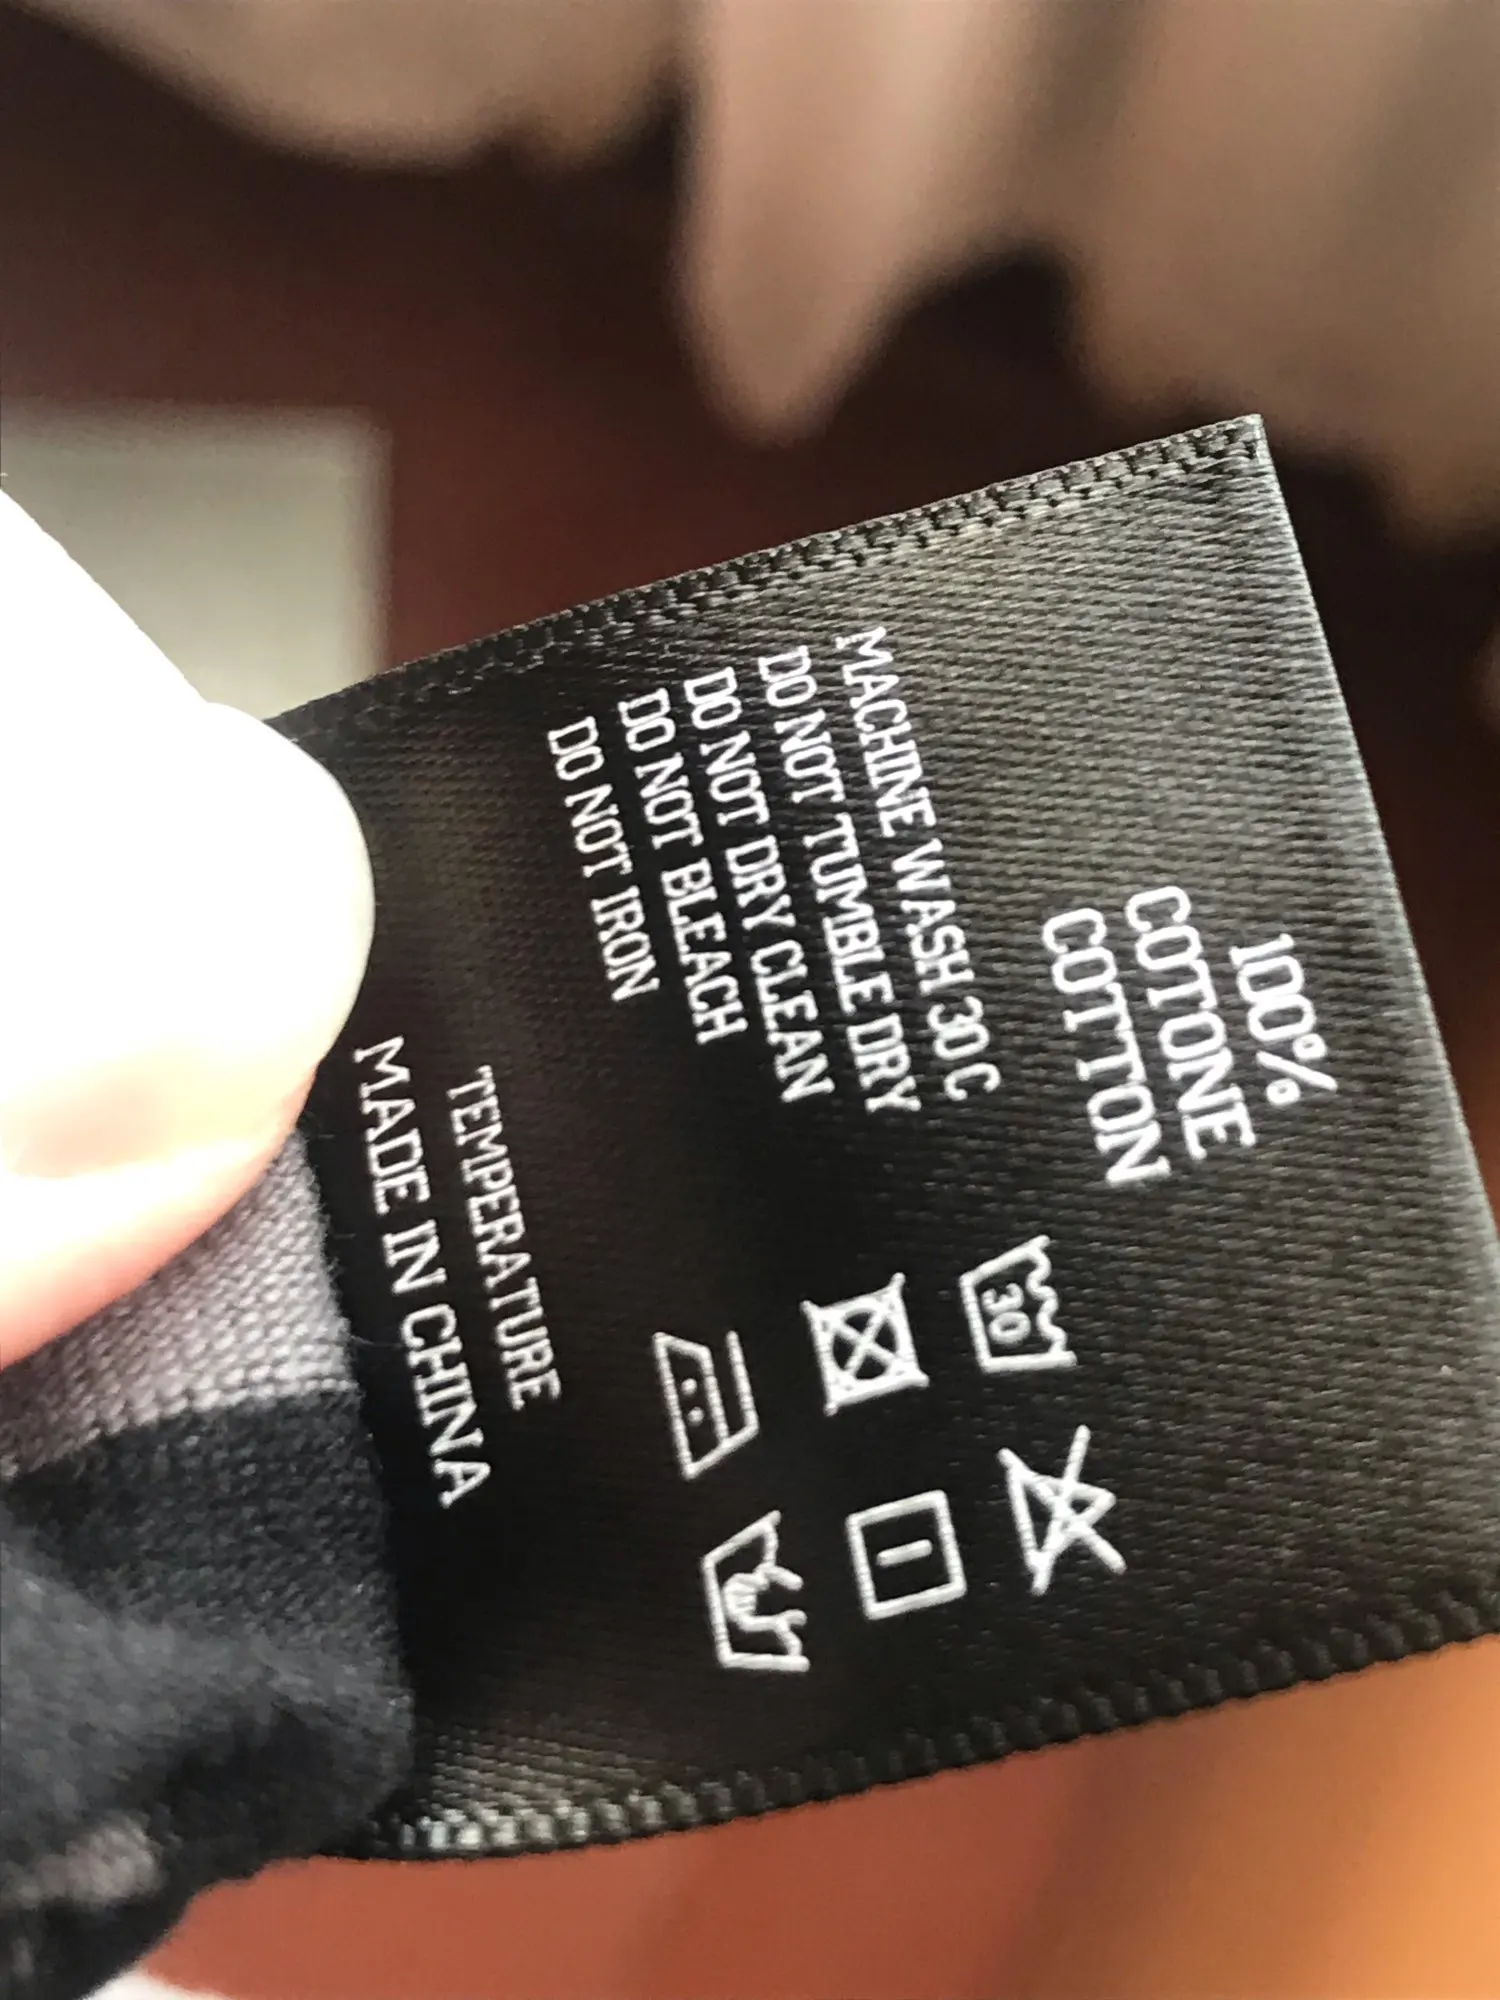 100%
COTONE
COTTON
MACHINE WASH 30 C
DO NOT TUMBLE DRY
DO NOT DRY CLEAN
DO NOT BLEACH
DO NOT IRON
30
TEMPERATURE
MADE IN CHINA